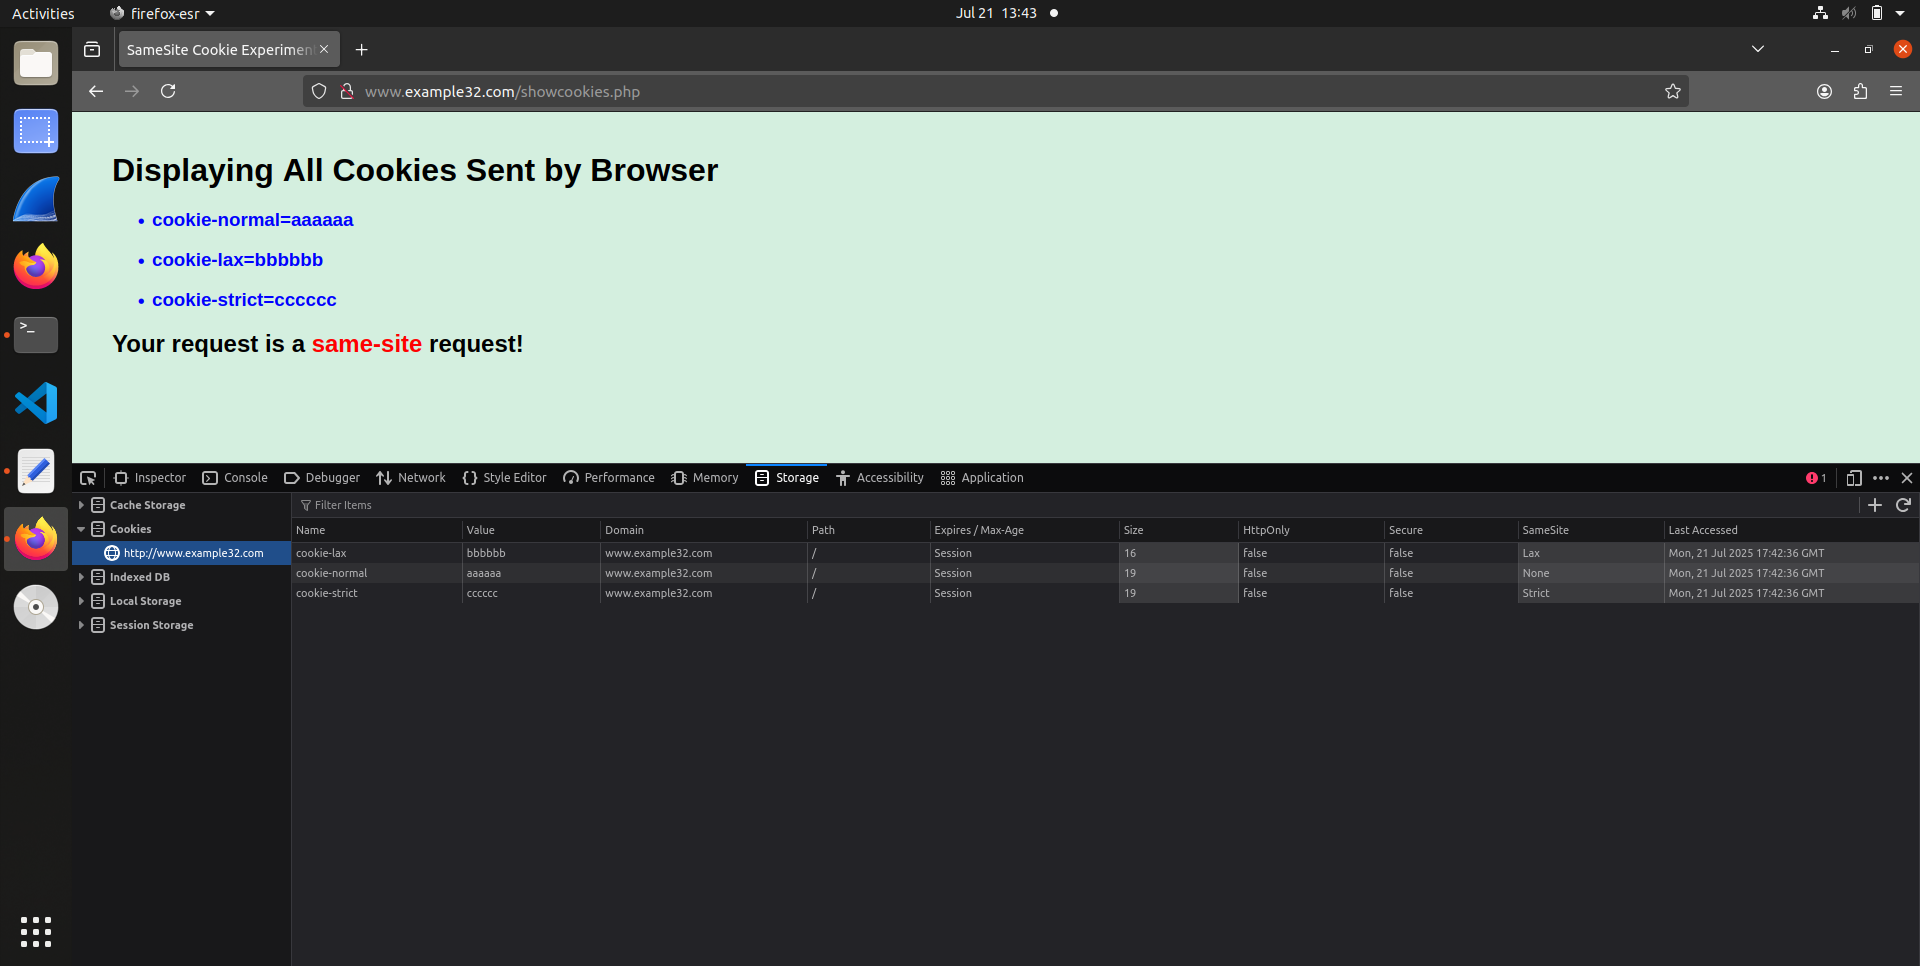 Activities firefox-esr Jul 21 13:43
SameSite Cookie Experimen
www.example32.com/showcookies.php
Displaying All Cookies Sent by Browser
• cookie-normal=aaaaaa
• cookie-lax=bbbbbb
• cookie-strict=cccccc
Your request is a same-site request!
Inspector Console Debugger Network Style Editor Performance Memory Storage Accessibility Application 1
Cache Storage
Cookies
http://www.example32.com
Indexed DB
Local Storage
Session Storage
Filter Items
Name Value Domain Path Expires / Max-Age Size HttpOnly Secure SameSite Last Accessed
cookie-lax bbbbbb www.example32.com / Session 16 false false Lax Mon, 21 Jul 2025 17:42:36 GMT
cookie-normal aaaaaa www.example32.com / Session 19 false false None Mon, 21 Jul 2025 17:42:36 GMT
cookie-strict cccccc www.example32.com / Session 19 false false Strict Mon, 21 Jul 2025 17:42:36 GMT